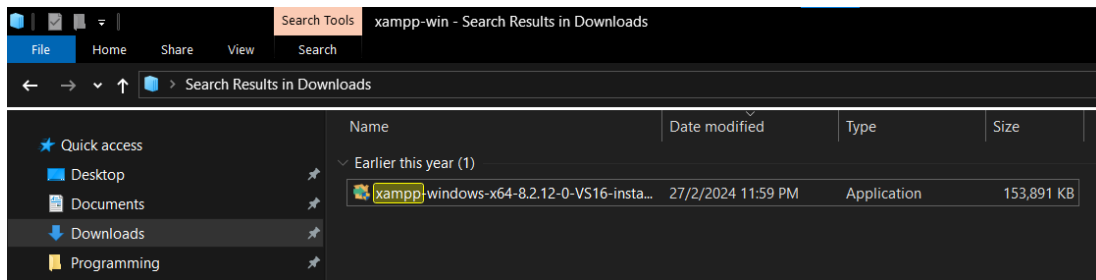 Search Tools xampp-win - Search Results in Downloads
File Home Share View Search
Search Results in Downloads
Name Date modified Type Size
Quick access
Earlier this year (1)
Desktop
xampp-windows-x64-8.2.12-0-VS16-insta... 27/2/2024 11:59 PM Application 153,891 KB
Documents
Downloads
Programming